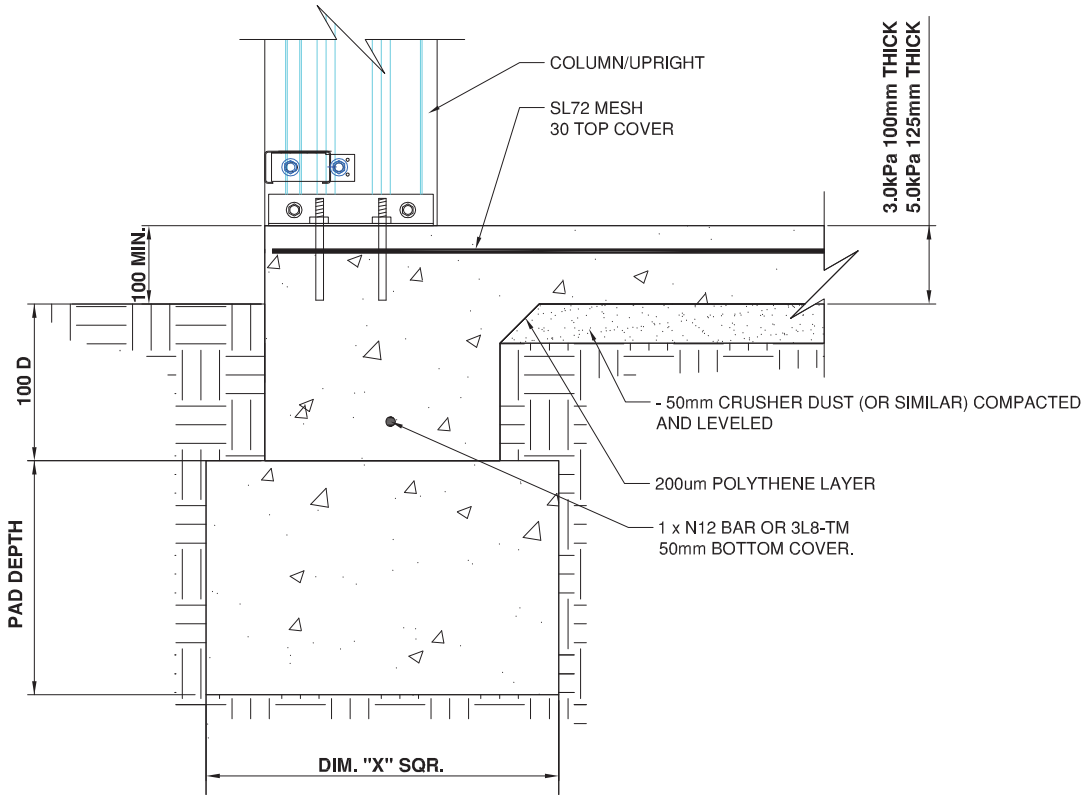 COLUMN/UPRIGHT
SL72 MESH
30 TOP COVER
3.0kPa 100mm THICK
5.0kPa 125mm THICK
100 MIN.
100 D
- 50mm CRUSHER DUST (OR SIMILAR) COMPACTED
AND LEVELED
200um POLYTHENE LAYER
1 x N12 BAR OR 3L8-TM
50mm BOTTOM COVER.
PAD DEPTH
DIM. "X" SQR.